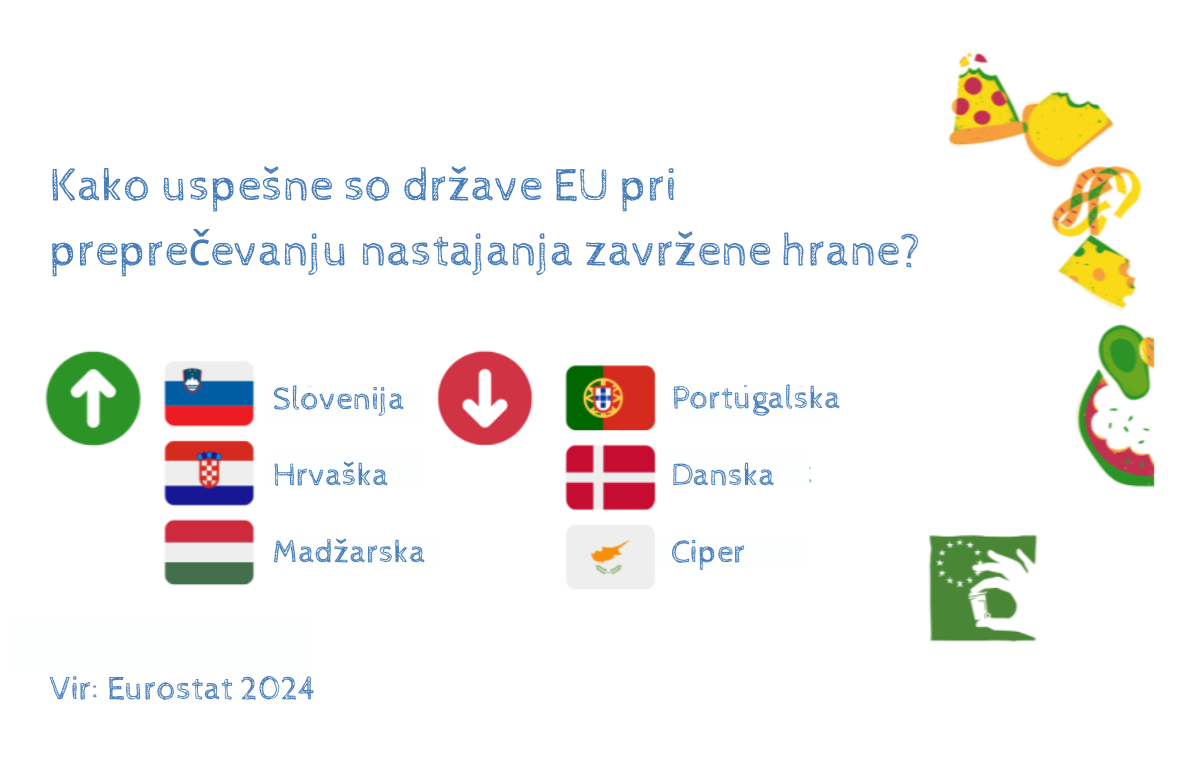 Kako uspešne so države EU pri
preprečevanju nastajanja zavržene hrane?
Slovenija
Hrvaška
Madžarska
Portugalska
Danska
Ciper
Vir: Eurostat 2024